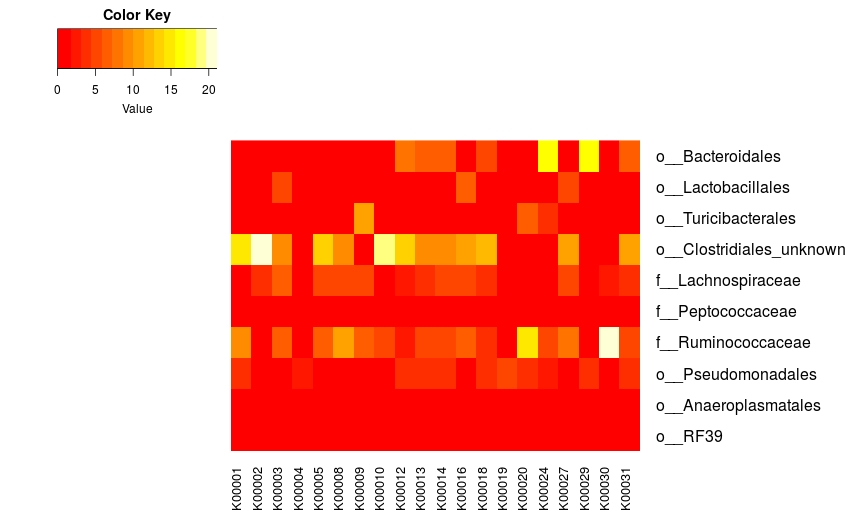 Color Key
0 5 10 15 20
Value
o__Bacteroidales
o__Lactobacillales
o__Turicibacterales
o__Clostridiales_unknown
f__Lachnospiraceae
f__Peptococcaceae
f__Ruminococcaceae
o__Pseudomonadales
o__Anaeroplasmatales
o__RF39
K00001
K00002
K00003
K00004
K00005
K00008
K00009
K00010
K00012
K00013
K00014
K00016
K00018
K00019
K00020
K00024
K00027
K00029
K00030
K00031